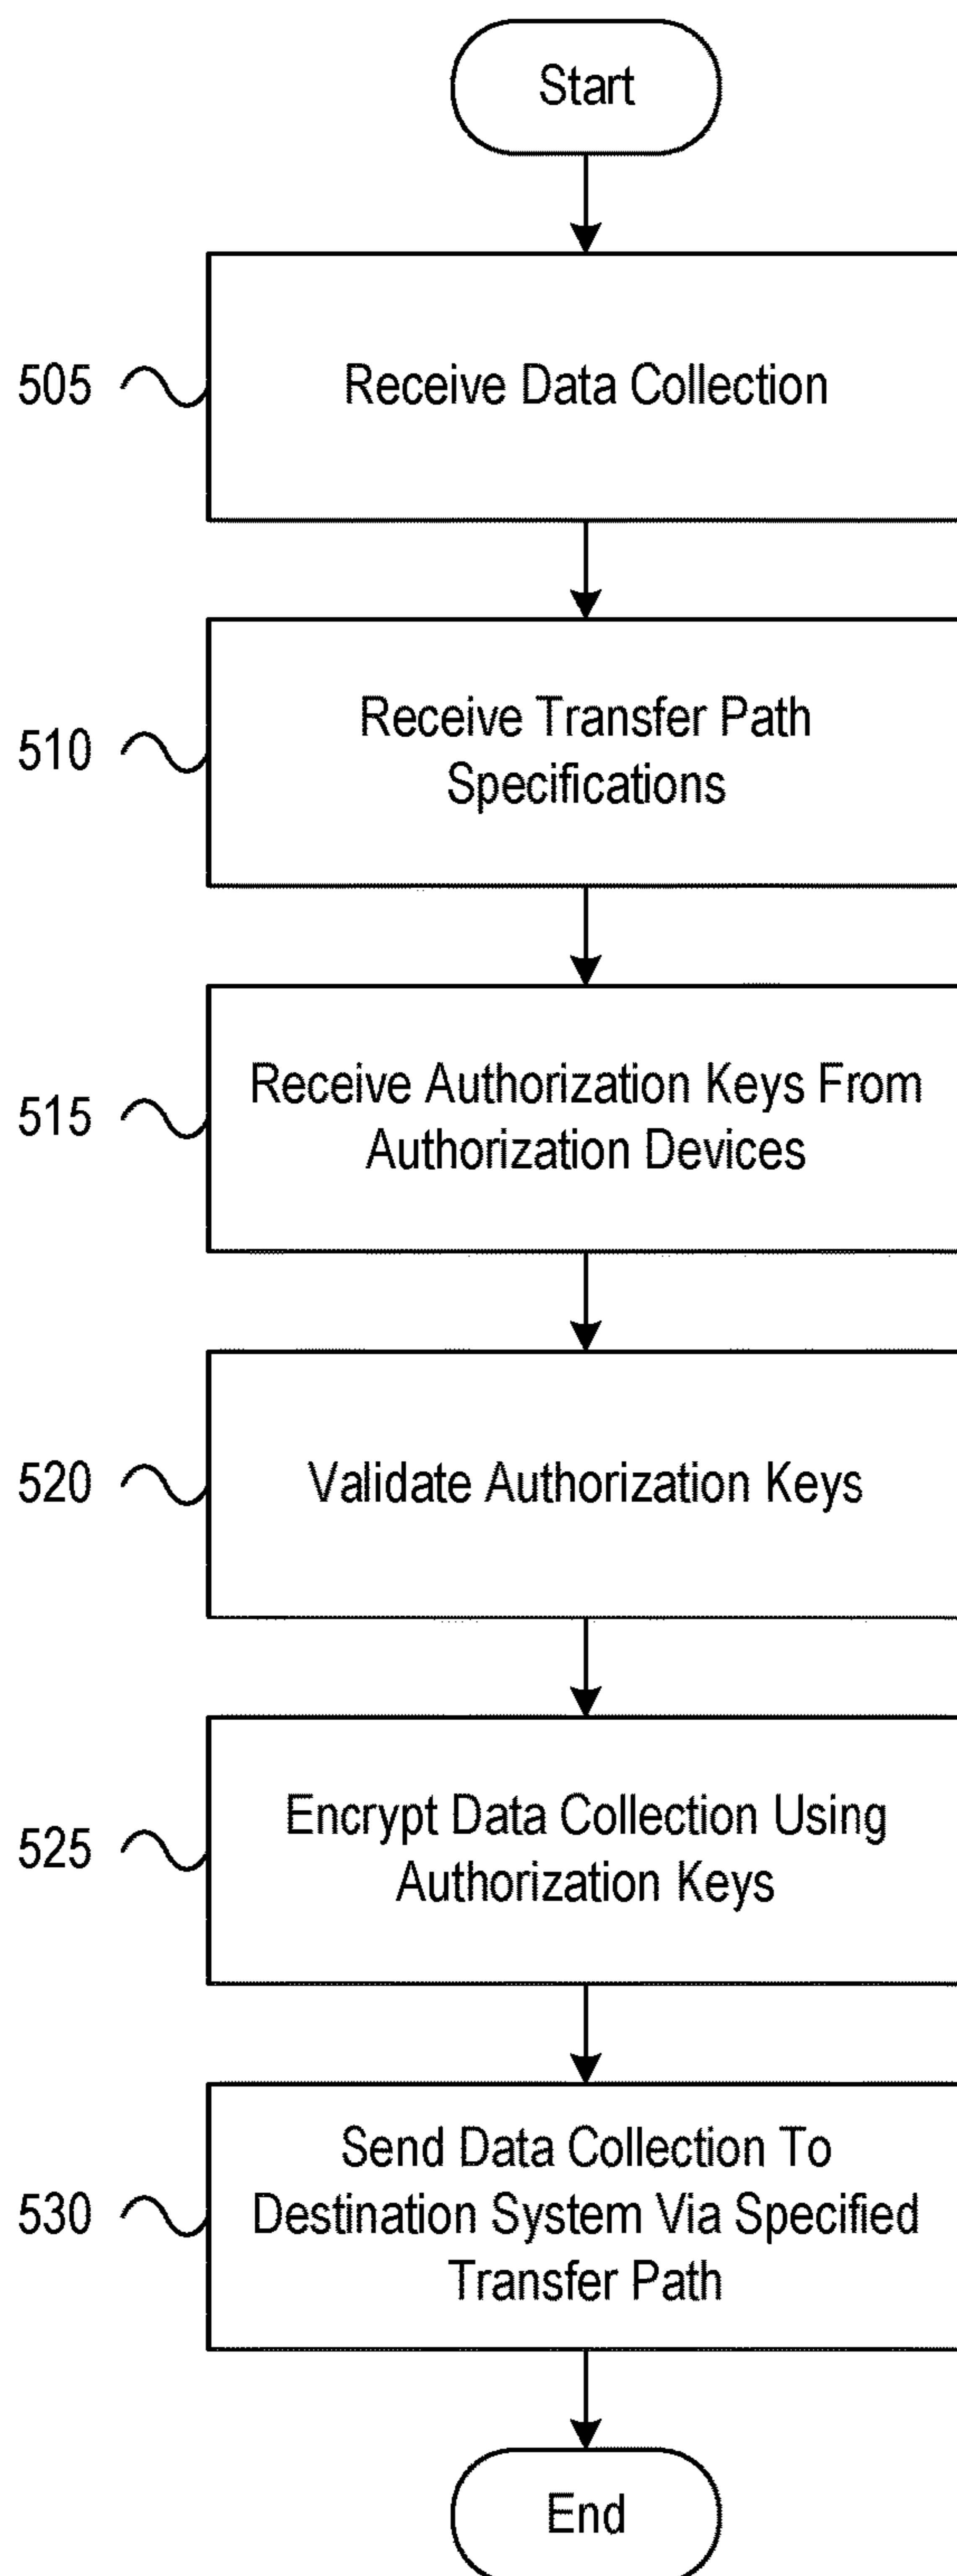 Start
505
Receive Data Collection
510
Receive Transfer Path
Specifications
515
Receive Authorization Keys From
Authorization Devices
520
Validate Authorization Keys
525
Encrypt Data Collection Using
Authorization Keys
530
Send Data Collection To
Destination System Via Specified
Transfer Path
End